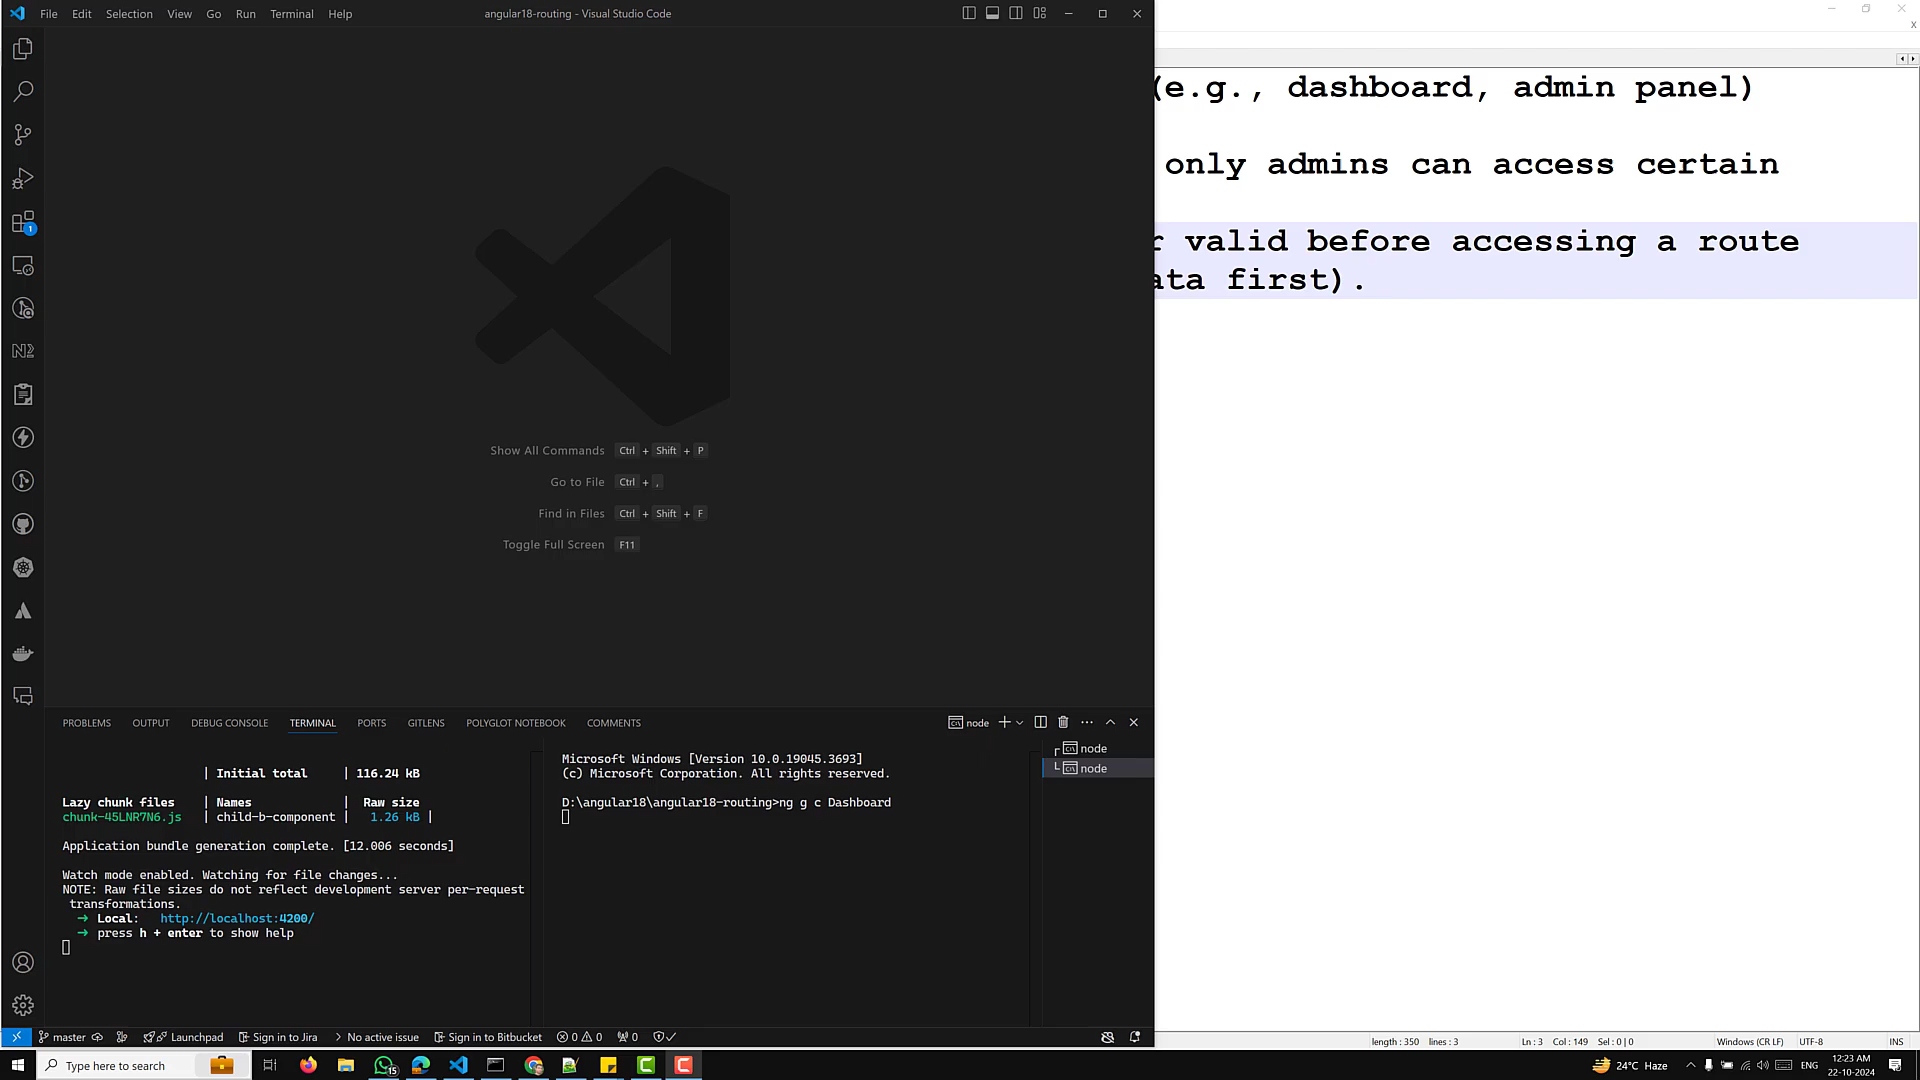 File Edit Selection View Go Run Terminal Help
angular18-routing - Visual Studio Code
(e.g., dashboard, admin panel)
only admins can access certain
r valid before accessing a route
ata first).
1
Show All Commands Ctrl + Shift + P
Go to File Ctrl + ,
Find in Files Ctrl + Shift + F
Toggle Full Screen F11
PROBLEMS OUTPUT DEBUG CONSOLE TERMINAL PORTS GITLENS POLYGLOT NOTEBOOK COMMENTS
node
| Initial total | 116.24 kB
Lazy chunk files | Names | Raw size
chunk-45LNR7N6.js | child-b-component | 1.26 kB |
Application bundle generation complete. [12.006 seconds]
Watch mode enabled. Watching for file changes...
NOTE: Raw file sizes do not reflect development server per-request
transformations.
➜ Local: http://localhost:4200/
➜ press h + enter to show help
Microsoft Windows [Version 10.0.19045.3693]
(c) Microsoft Corporation. All rights reserved.
D:\angular18\angular18-routing>ng g c Dashboard
node
node
master Launchpad Sign in to Jira No active issue Sign in to Bitbucket 0 0 0
length : 350 lines : 3 Ln : 3 Col : 149 Sel : 0 | 0 Windows (CR LF) UTF-8 INS
Type here to search
15
24°C Haze
ENG
12:23 AM
22-10-2024